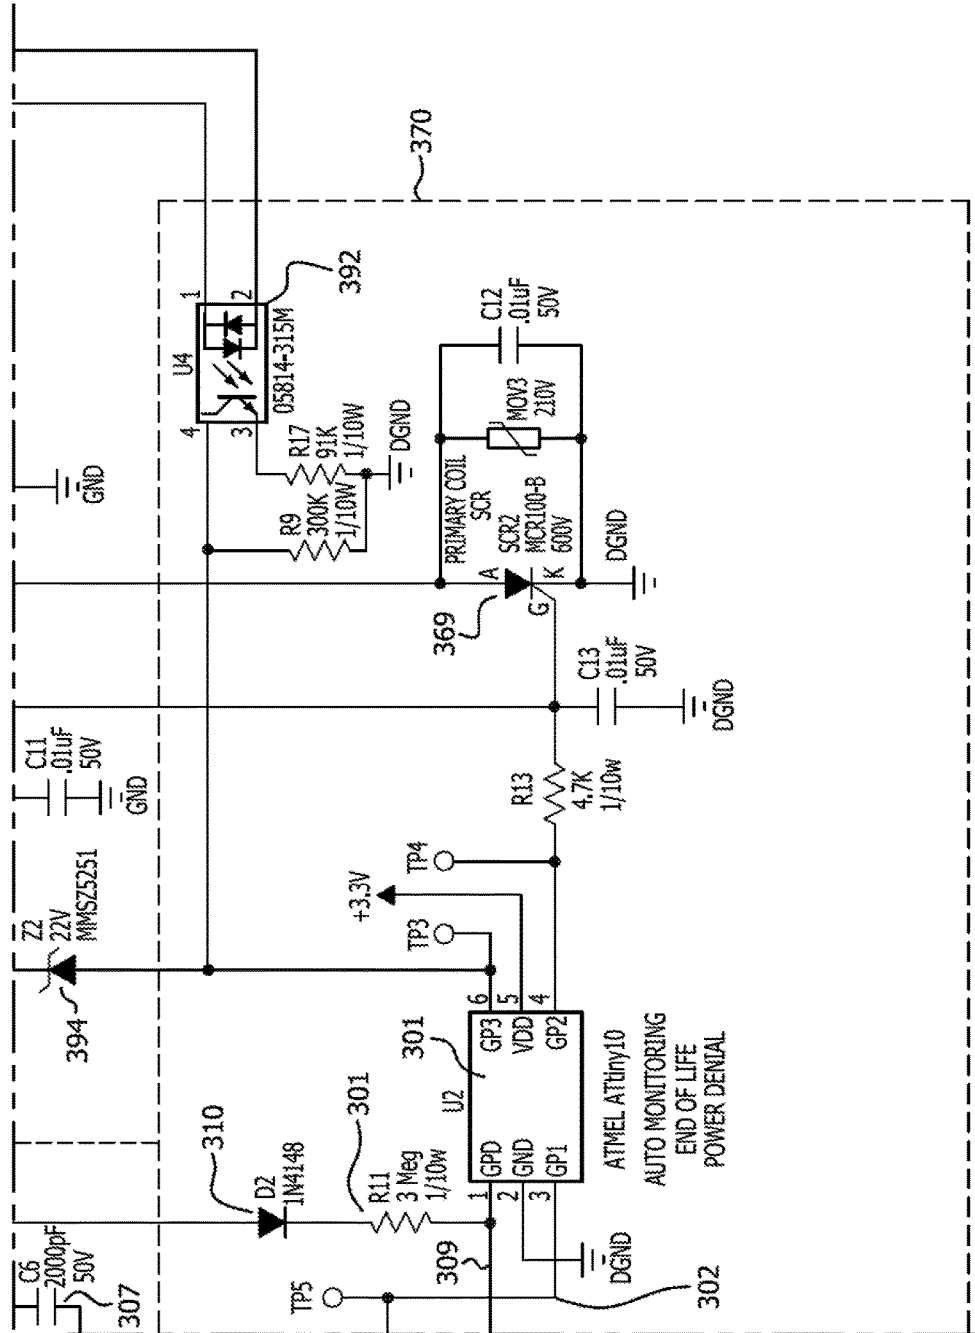 370
392
U4
1
2
4
3
05814-315M
GND
R17
91K
1/10W
R9
300K
1/10W
DGND
C12
.01uF
50V
MOV3
210V
PRIMARY COIL
SCR
SCR2
MCR100-B
600V
A
K
G
369
DGND
C13
.01uF
50V
DGND
C11
.01uF
50V
GND
R13
4.7K
1/10w
TP4
+3.3V
TP3
Z2
22V
MMSZ5251
394
6
5
4
GP3
VDD
GP2
301
U2
GPD
GND
GP1
1
2
3
ATMEL ATtiny10
AUTO MONITORING
END OF LIFE
POWER DENIAL
310
D2
1N4148
301
R11
3 Meg
1/10w
309
DGND
302
TP5
C6
2000pF
50V
307